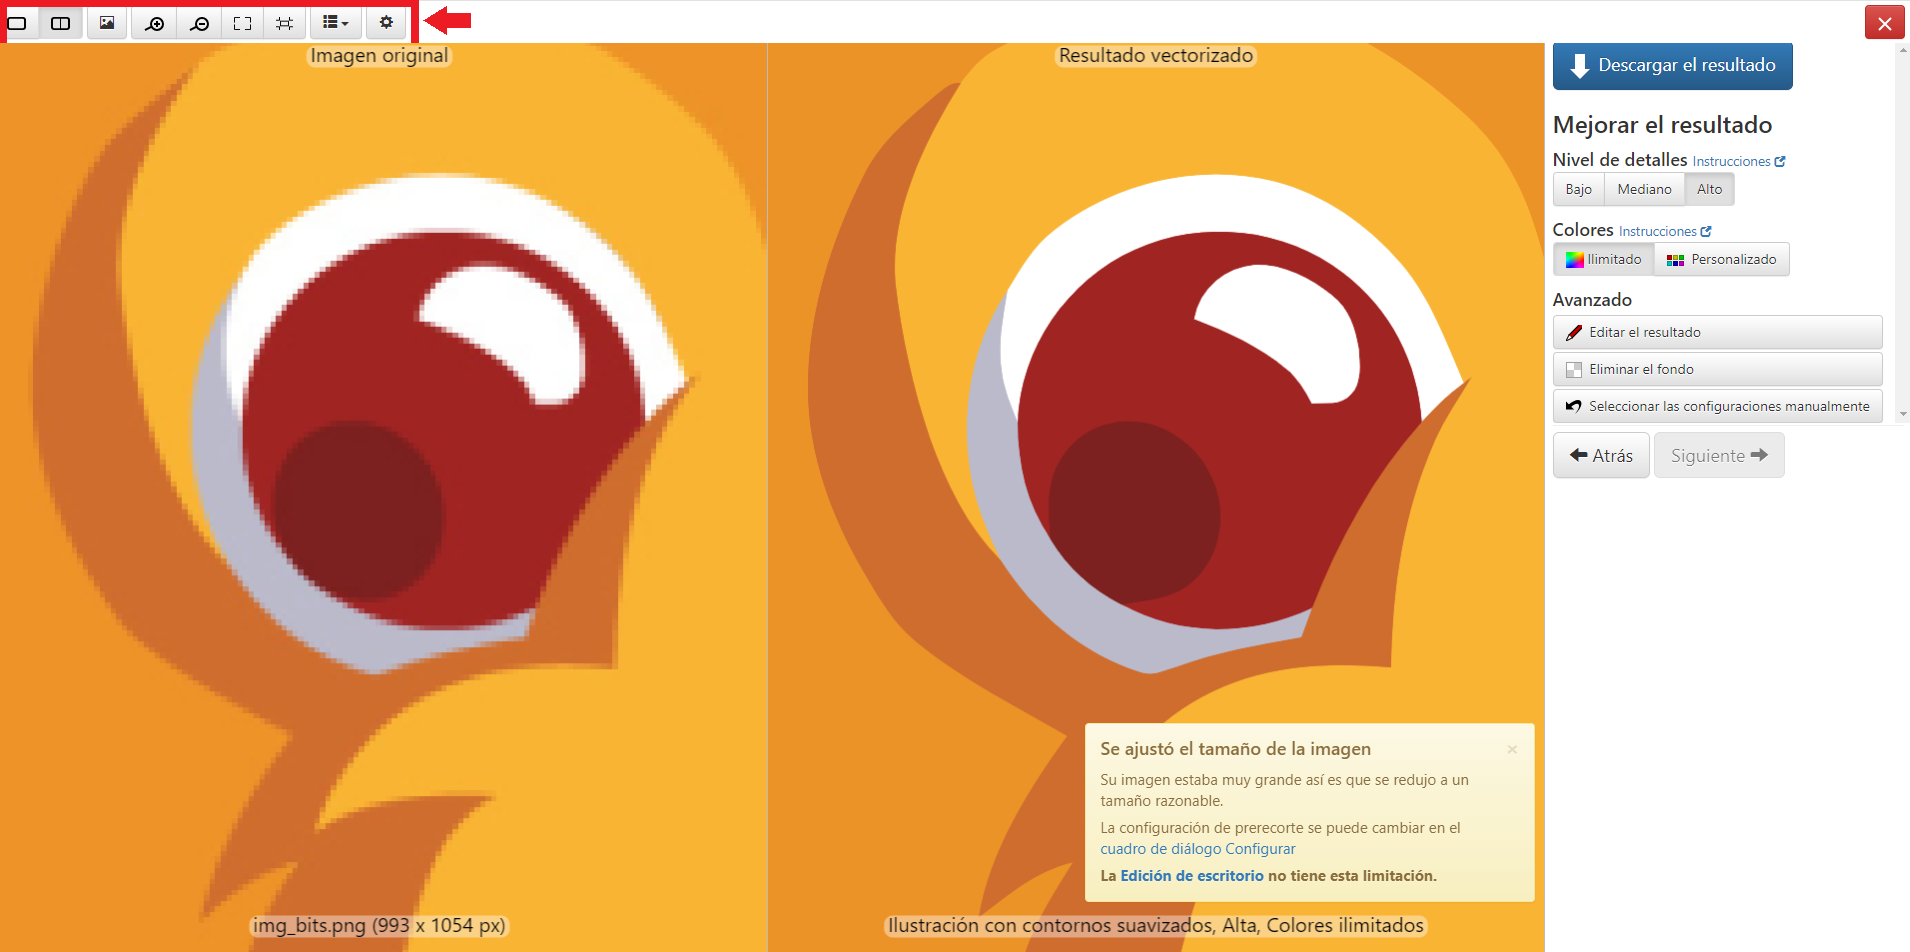 Imagen original
Resultado vectorizado
Descargar el resultado
Mejorar el resultado
Nivel de detalles Instrucciones
Bajo Mediano Alto
Colores Instrucciones
Ilimitado Personalizado
Avanzado
Editar el resultado
Eliminar el fondo
Seleccionar las configuraciones manualmente
Atrás Siguiente
Se ajustó el tamaño de la imagen
Su imagen estaba muy grande así es que se redujo a un
tamaño razonable.
La configuración de prerecorte se puede cambiar en el
cuadro de diálogo Configurar
La Edición de escritorio no tiene esta limitación.
img_bits.png (993 x 1054 px)
Ilustración con contornos suavizados, Alta, Colores ilimitados